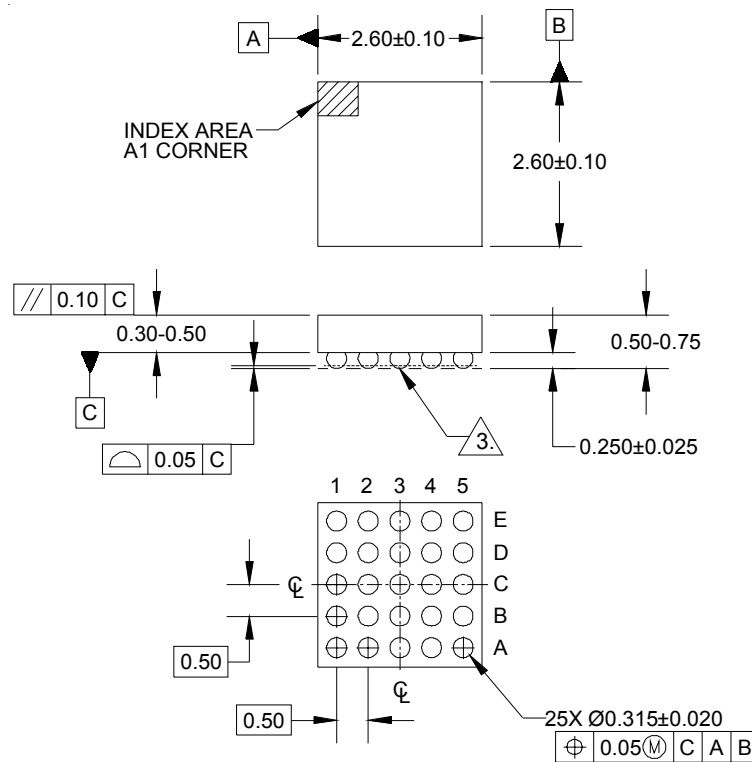 A
2.60±0.10
B
INDEX AREA
A1 CORNER
2.60±0.10
// 0.10 C
0.30-0.50
0.50-0.75
C
3.
0.250±0.025
⌓ 0.05 C
1 2 3 4 5
E
D
℄ C
B
0.50
A
℄
0.50
25X Ø0.315±0.020
⌖ 0.05Ⓜ C A B